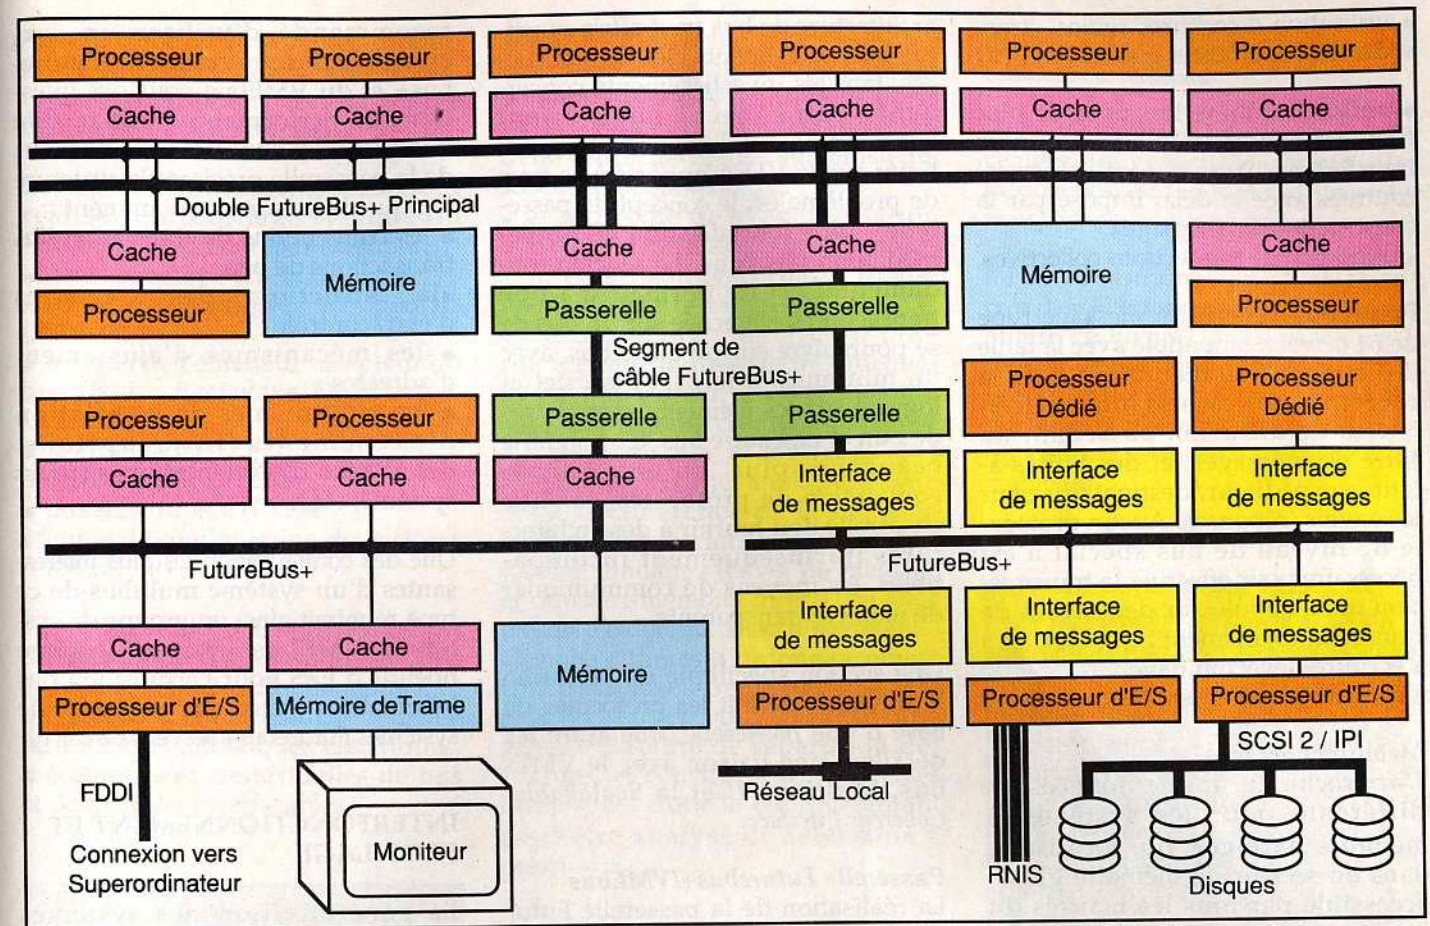 Processeur Processeur Processeur Processeur Processeur Processeur
Cache Cache Cache Cache Cache Cache
Double FutureBus+ Principal
Cache Mémoire Cache Cache Mémoire Cache
Processeur Passerelle Passerelle Processeur
Segment de
câble FutureBus+
Processeur Processeur Passerelle Passerelle Processeur
Dédié Processeur
Dédié
Cache Cache Cache Interface
de messages Interface
de messages Interface
de messages
FutureBus+ FutureBus+
Cache Cache Mémoire Interface
de messages Interface
de messages Interface
de messages
Processeur d'E/S Mémoire deTrame Processeur d'E/S Processeur d'E/S Processeur d'E/S
SCSI 2 / IPI
FDDI Réseau Local
Connexion vers
Superordinateur
Moniteur
RNIS
Disques